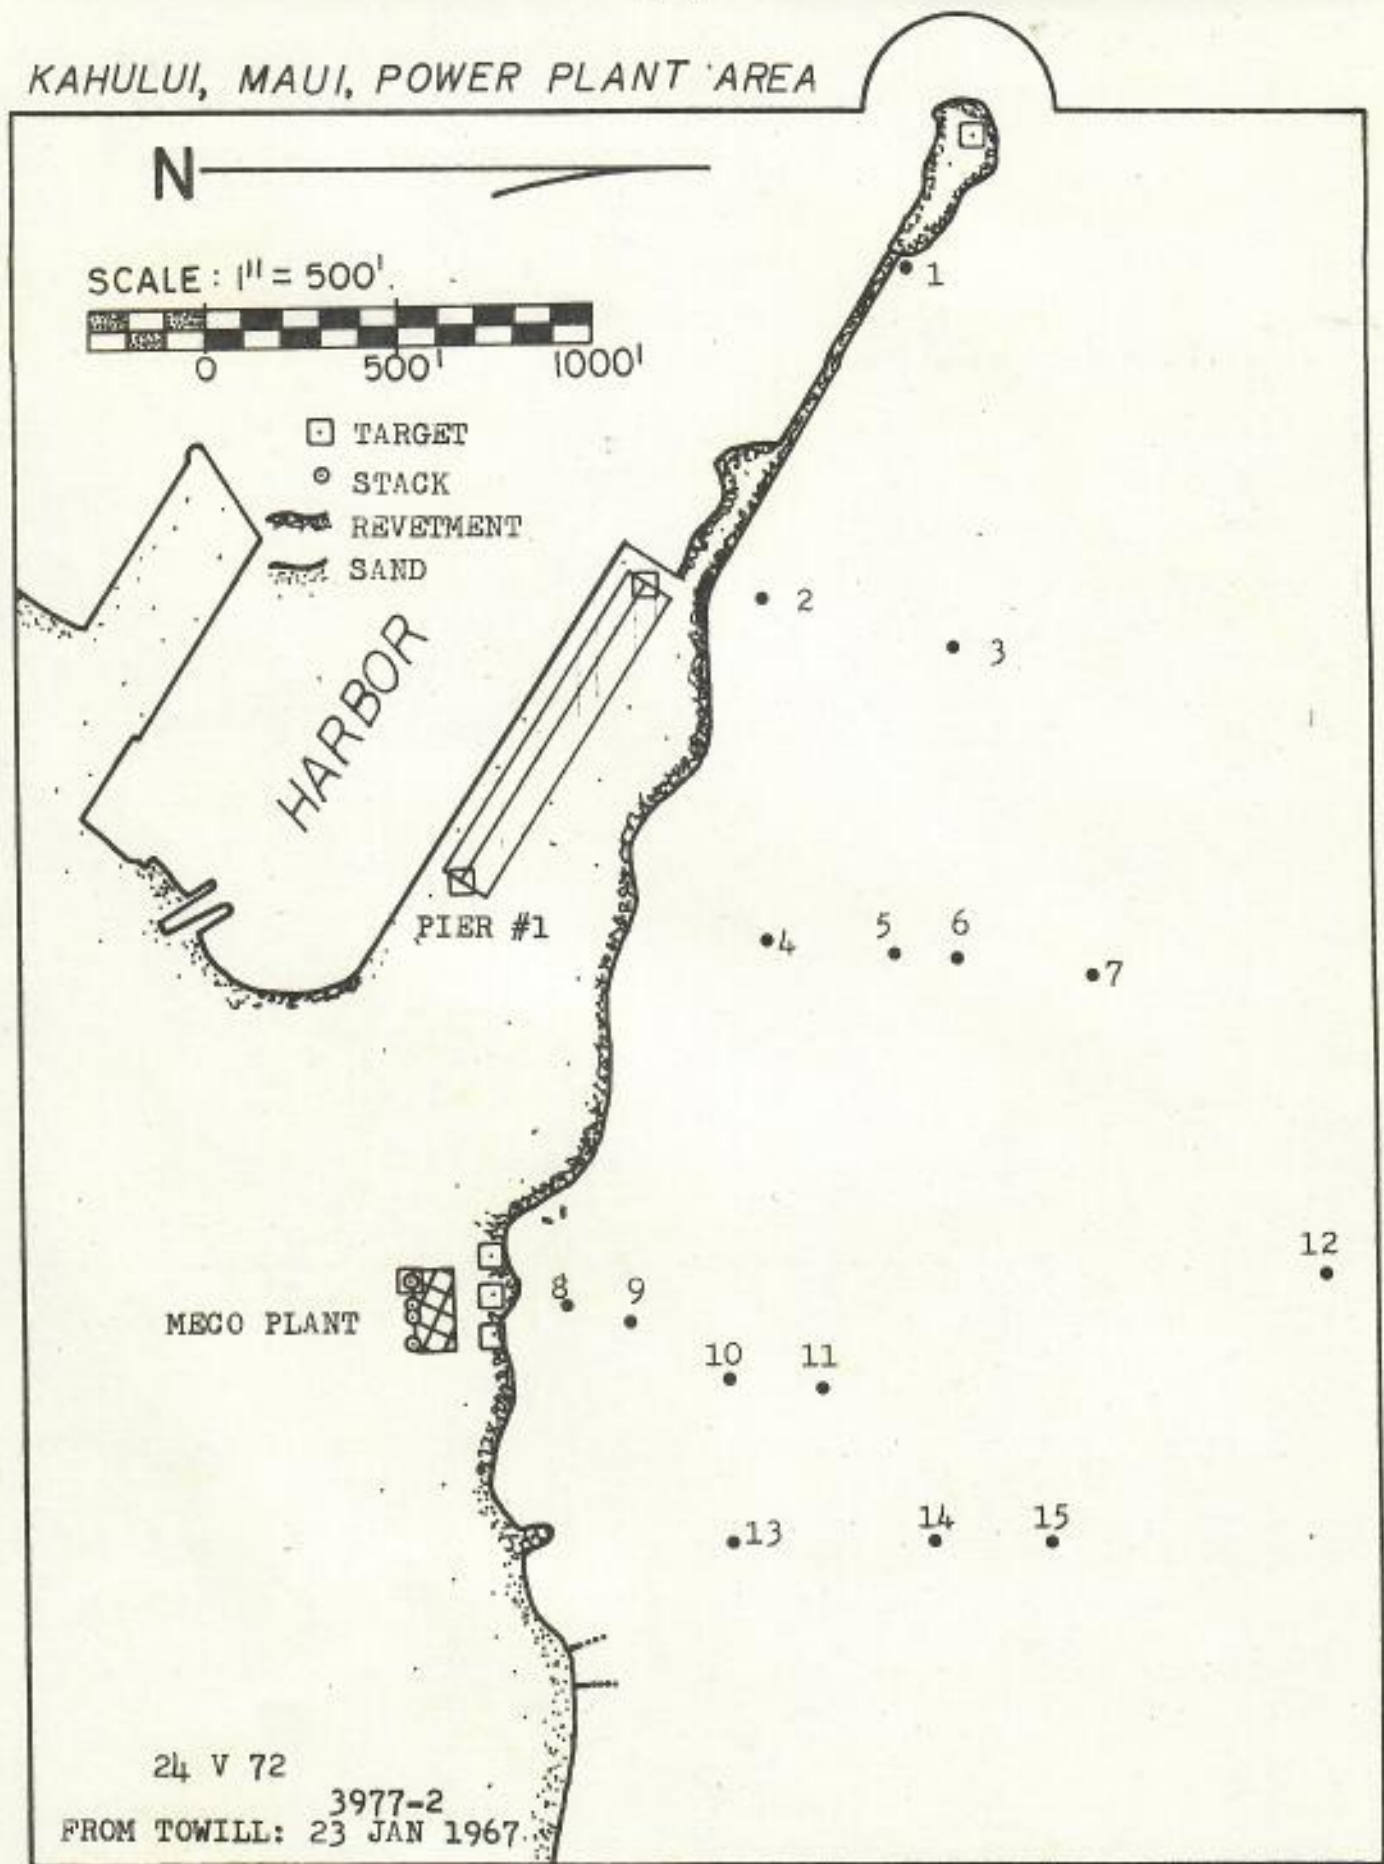 KAHULUI, MAUI, POWER PLANT AREA
N
SCALE: 1" = 500'
0 500' 1000'
TARGET
STACK
REVETMENT
SAND
HARBOR
PIER #1
MECO PLANT
1
2
3
4
5
6
7
8
9
10
11
12
13
14
15
24 V 72
3977-2
FROM TOWILL: 23 JAN 1967